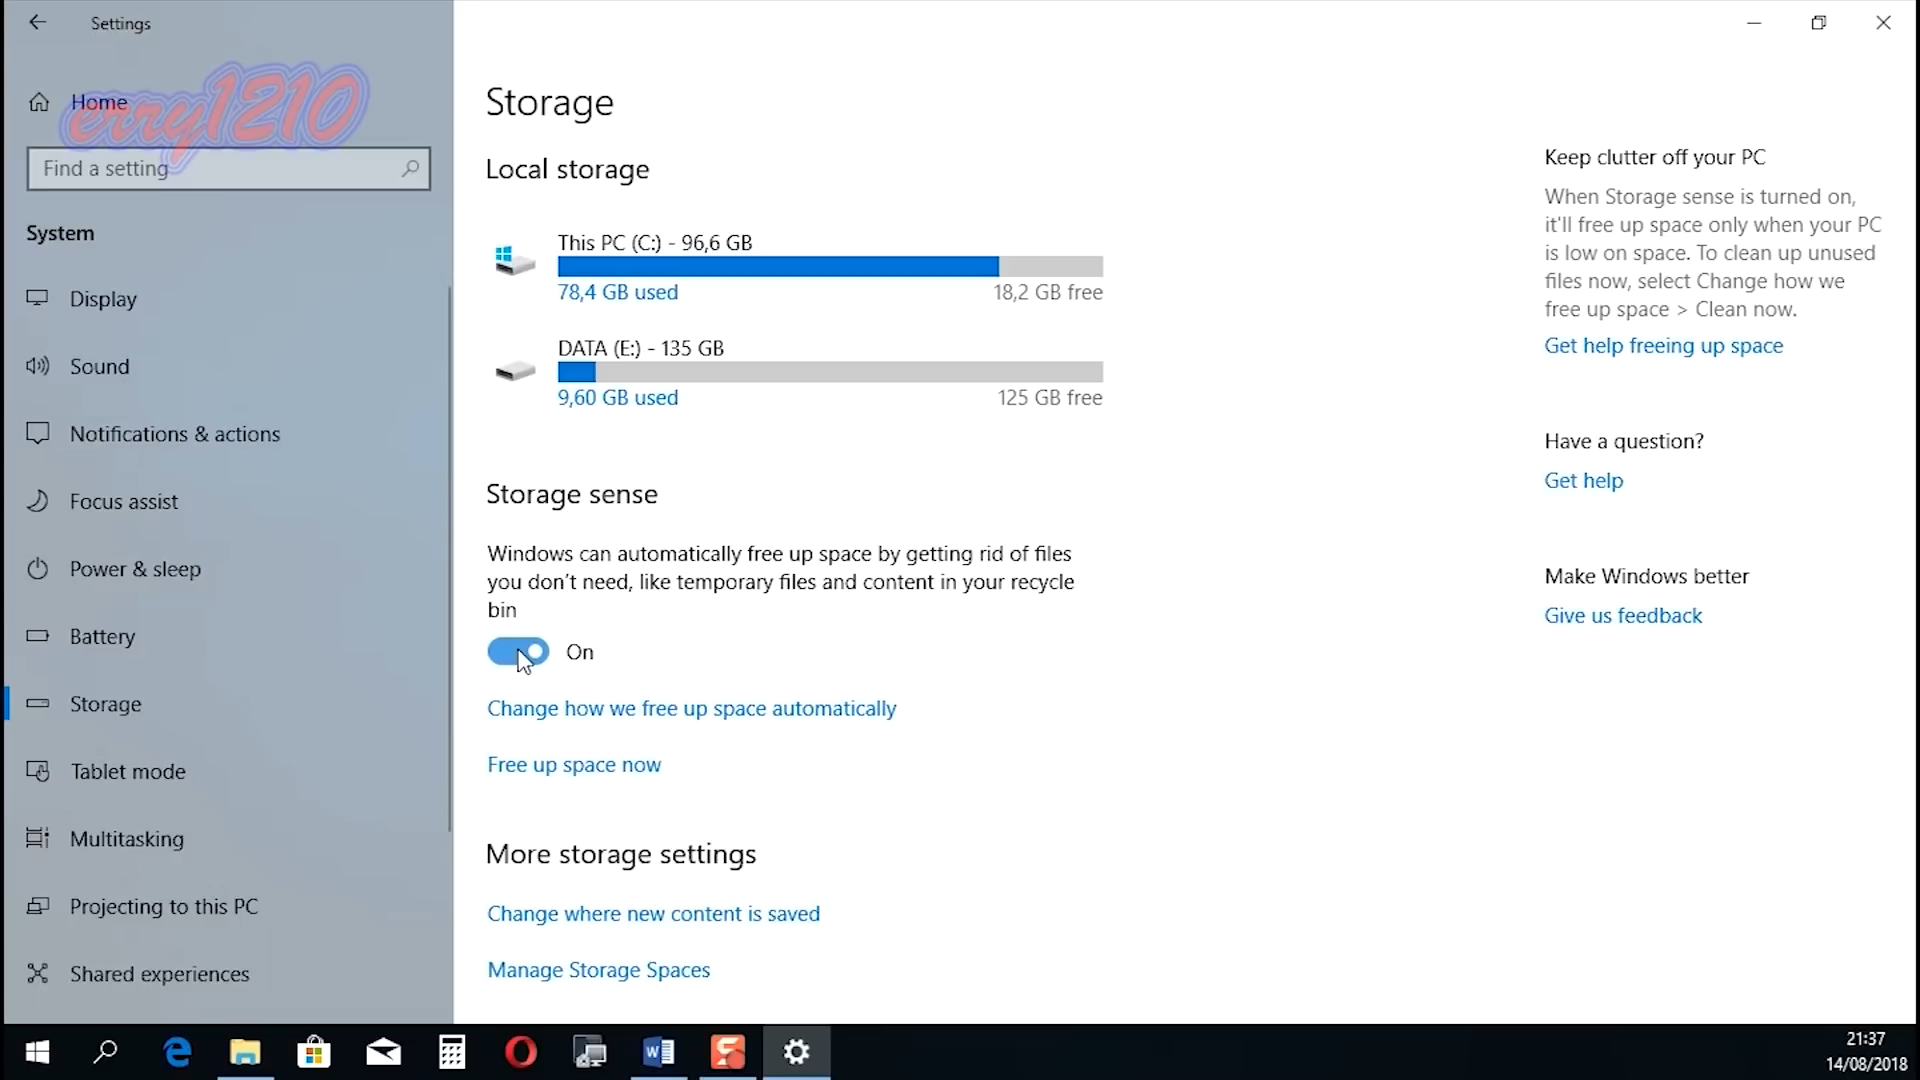 Settings
Home
erry1210
Find a setting
System
Display
Sound
Notifications & actions
Focus assist
Power & sleep
Battery
Storage
Tablet mode
Multitasking
Projecting to this PC
Shared experiences
Storage
Local storage
This PC (C:) - 96,6 GB
78,4 GB used
18,2 GB free
DATA (E:) - 135 GB
9,60 GB used
125 GB free
Storage sense
Windows can automatically free up space by getting rid of files
you don't need, like temporary files and content in your recycle
bin
On
Change how we free up space automatically
Free up space now
More storage settings
Change where new content is saved
Manage Storage Spaces
Keep clutter off your PC
When Storage sense is turned on,
it'll free up space only when your PC
is low on space. To clean up unused
files now, select Change how we
free up space > Clean now.
Get help freeing up space
Have a question?
Get help
Make Windows better
Give us feedback
21:37
14/08/2018